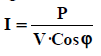 I = P / V·Cosφ